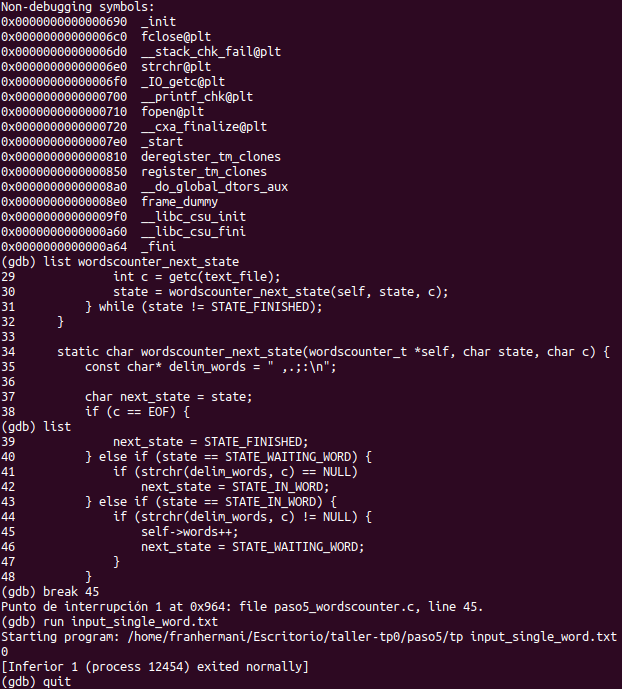 Non-debugging symbols:
0x0000000000000690  _init
0x00000000000006c0  fclose@plt
0x00000000000006d0  __stack_chk_fail@plt
0x00000000000006e0  strchr@plt
0x00000000000006f0  _IO_getc@plt
0x0000000000000700  __printf_chk@plt
0x0000000000000710  fopen@plt
0x0000000000000720  __cxa_finalize@plt
0x00000000000007e0  _start
0x0000000000000810  deregister_tm_clones
0x0000000000000850  register_tm_clones
0x00000000000008a0  __do_global_dtors_aux
0x00000000000008e0  frame_dummy
0x00000000000009f0  __libc_csu_init
0x0000000000000a60  __libc_csu_fini
0x0000000000000a64  _fini
(gdb) list wordscounter_next_state
29              int c = getc(text_file);
30              state = wordscounter_next_state(self, state, c);
31          } while (state != STATE_FINISHED);
32      }
33
34      static char wordscounter_next_state(wordscounter_t *self, char state, char c) {
35          const char* delim_words = " ,.;:\n";
36
37          char next_state = state;
38          if (c == EOF) {
(gdb) list
39              next_state = STATE_FINISHED;
40          } else if (state == STATE_WAITING_WORD) {
41              if (strchr(delim_words, c) == NULL)
42                  next_state = STATE_IN_WORD;
43          } else if (state == STATE_IN_WORD) {
44              if (strchr(delim_words, c) != NULL) {
45                  self->words++;
46                  next_state = STATE_WAITING_WORD;
47              }
48          }
(gdb) break 45
Punto de interrupción 1 at 0x964: file paso5_wordscounter.c, line 45.
(gdb) run input_single_word.txt
Starting program: /home/franhermani/Escritorio/taller-tp0/paso5/tp input_single_word.txt
0
[Inferior 1 (process 12454) exited normally]
(gdb) quit